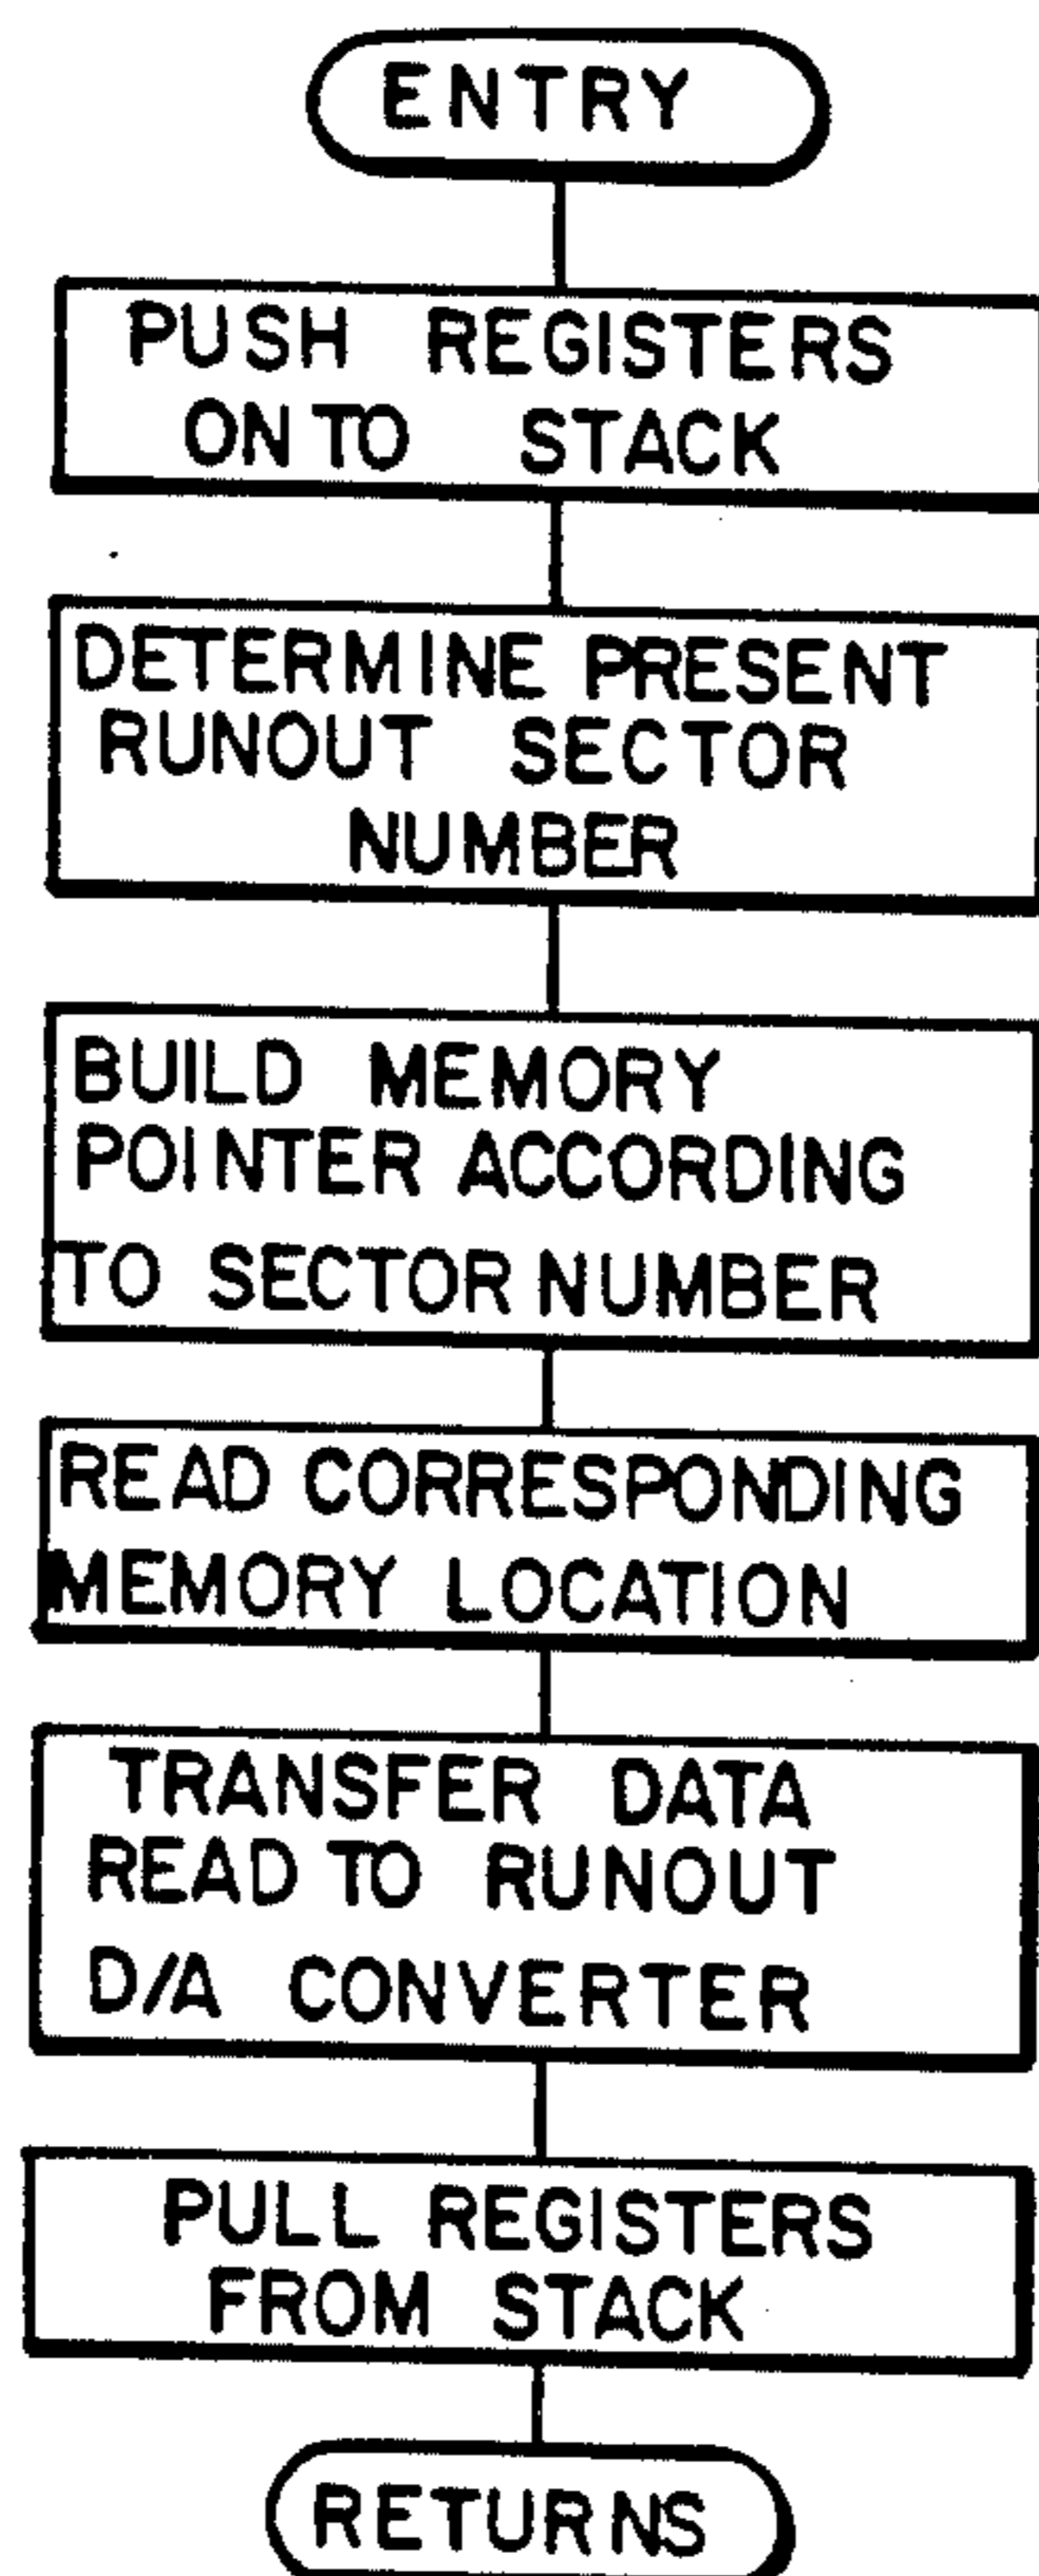 ENTRY
PUSH REGISTERS
ONTO STACK
DETERMINE PRESENT
RUNOUT SECTOR
NUMBER
BUILD MEMORY
POINTER ACCORDING
TO SECTOR NUMBER
READ CORRESPONDING
MEMORY LOCATION
TRANSFER DATA
READ TO RUNOUT
D/A CONVERTER
PULL REGISTERS
FROM STACK
RETURNS